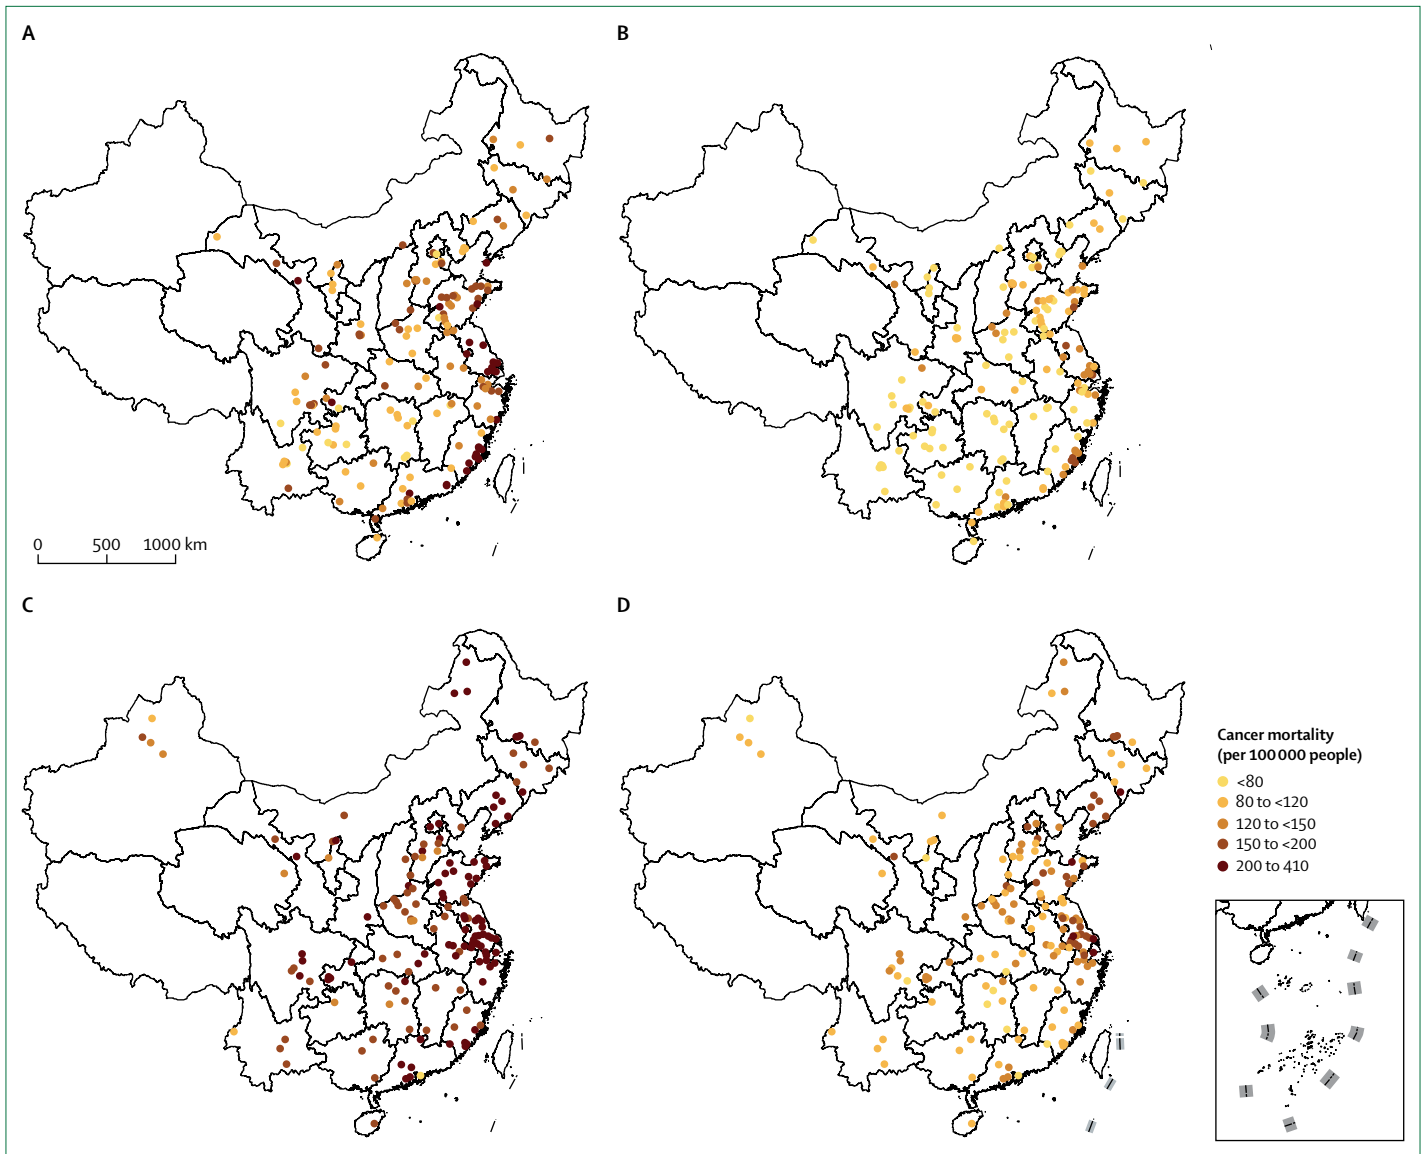 A
B
0 500 1000 km
C
D
Cancer mortality
(per 100 000 people)
<80
80 to <120
120 to <150
150 to <200
200 to 410